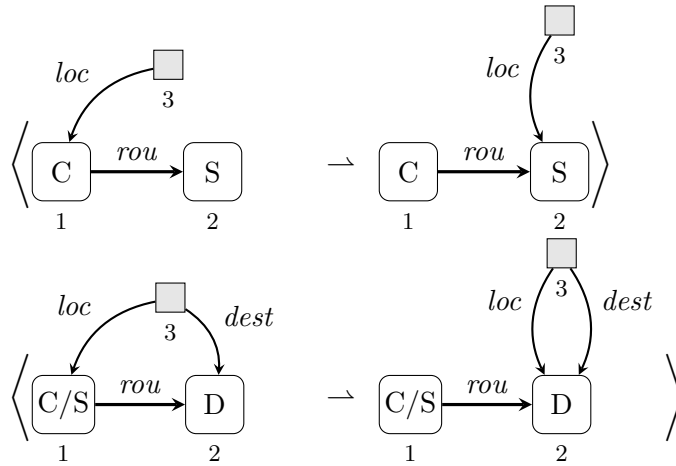 loc 3 loc 3
⟨ C rou S ⇀ C rou S ⟩
1 2 1 2
loc 3 dest loc 3 dest
⟨ C/S rou D ⇀ C/S rou D ⟩
1 2 1 2